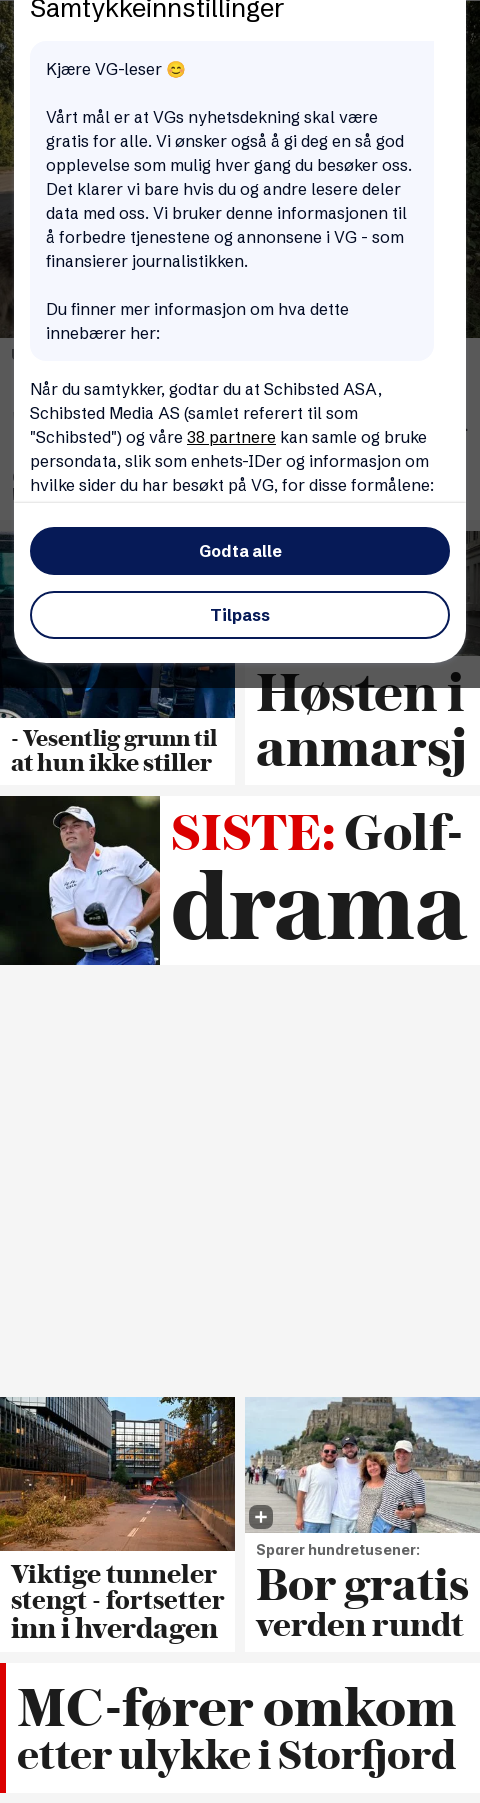 Samtykkeinnstillinger
Kjære VG-leser 😊
Vårt mål er at VGs nyhetsdekning skal være
gratis for alle. Vi ønsker også å gi deg en så god
opplevelse som mulig hver gang du besøker oss.
Det klarer vi bare hvis du og andre lesere deler
data med oss. Vi bruker denne informasjonen til
å forbedre tjenestene og annonsene i VG - som
finansierer journalistikken.
Du finner mer informasjon om hva dette
innebærer her:
Når du samtykker, godtar du at Schibsted ASA,
Schibsted Media AS (samlet referert til som
"Schibsted") og våre 38 partnere kan samle og bruke
persondata, slik som enhets-IDer og informasjon om
hvilke sider du har besøkt på VG, for disse formålene:
Godta alle
Tilpass
- Vesentlig grunn til
at hun ikke stiller
Høsten i
anmarsj
SISTE: Golf-
drama
Viktige tunneler
stengt - fortsetter
inn i hverdagen
Sparer hundretusener:
Bor gratis
verden rundt
MC-fører omkom
etter ulykke i Storfjord